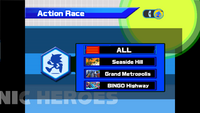 Action Race
ALL
Seaside Hill
Grand Metropolis
BINGO Highway
NIC HEROES